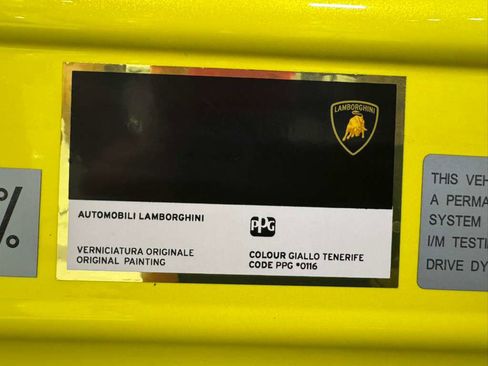 LAMBORGHINI
AUTOMOBILI LAMBORGHINI
VERNICIATURA ORIGINALE
ORIGINAL PAINTING
PPG
COLOUR GIALLO TENERIFE
CODE PPG *0116
%
THIS VEH
A PERMA
SYSTEM
I/M TESTI
DRIVE DY